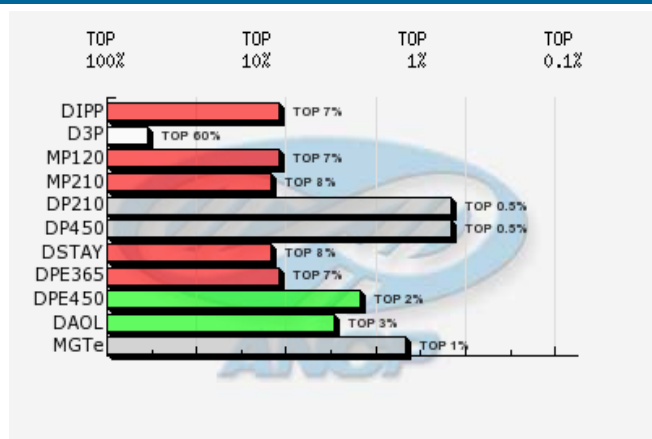 TOP TOP TOP TOP
100% 10% 1% 0.1%
DIPP TOP 7%
D3P TOP 60%
MP120 TOP 7%
MP210 TOP 8%
DP210 TOP 0.5%
DP450 TOP 0.5%
DSTAY TOP 8%
DPE365 TOP 7%
DPE450 TOP 2%
DAOL TOP 3%
MGTe TOP 1%
ANCP